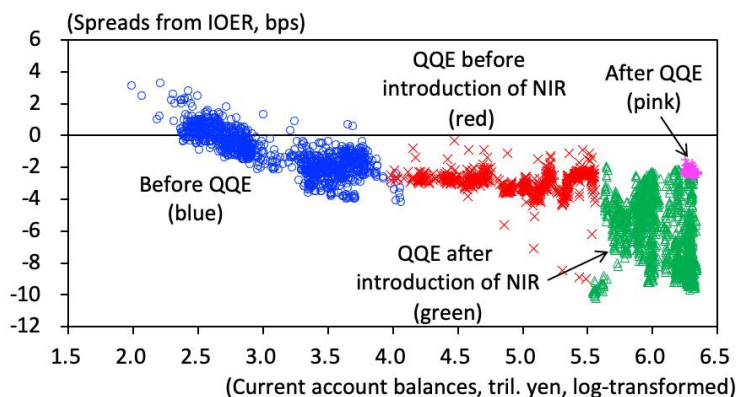 (Spreads from IOER, bps)
6
4
2
0
-2
-4
-6
-8
-10
-12
QQE before
introduction of NIR
(red)
After QQE
(pink)
Before QQE
(blue)
QQE after
introduction of NIR
(green)
1.5 2.0 2.5 3.0 3.5 4.0 4.5 5.0 5.5 6.0 6.5
(Current account balances, tril. yen, log-transformed)